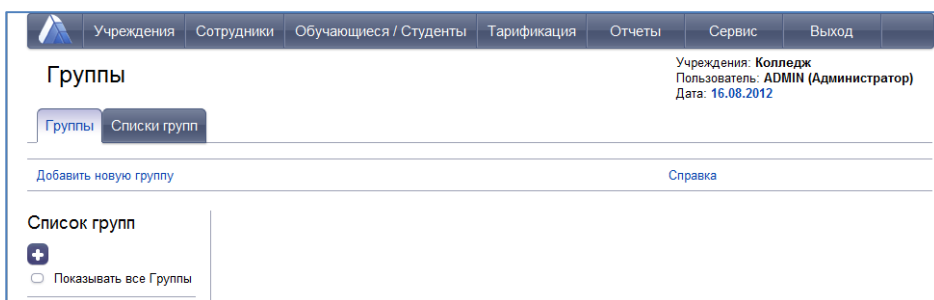 Учреждения Сотрудники Обучающиеся / Студенты Тарификация Отчеты Сервис Выход
Группы
Учреждения: Колледж
Пользователь: ADMIN (Администратор)
Дата: 16.08.2012
Группы Списки групп
Добавить новую группу Справка
Список групп
Показывать все Группы